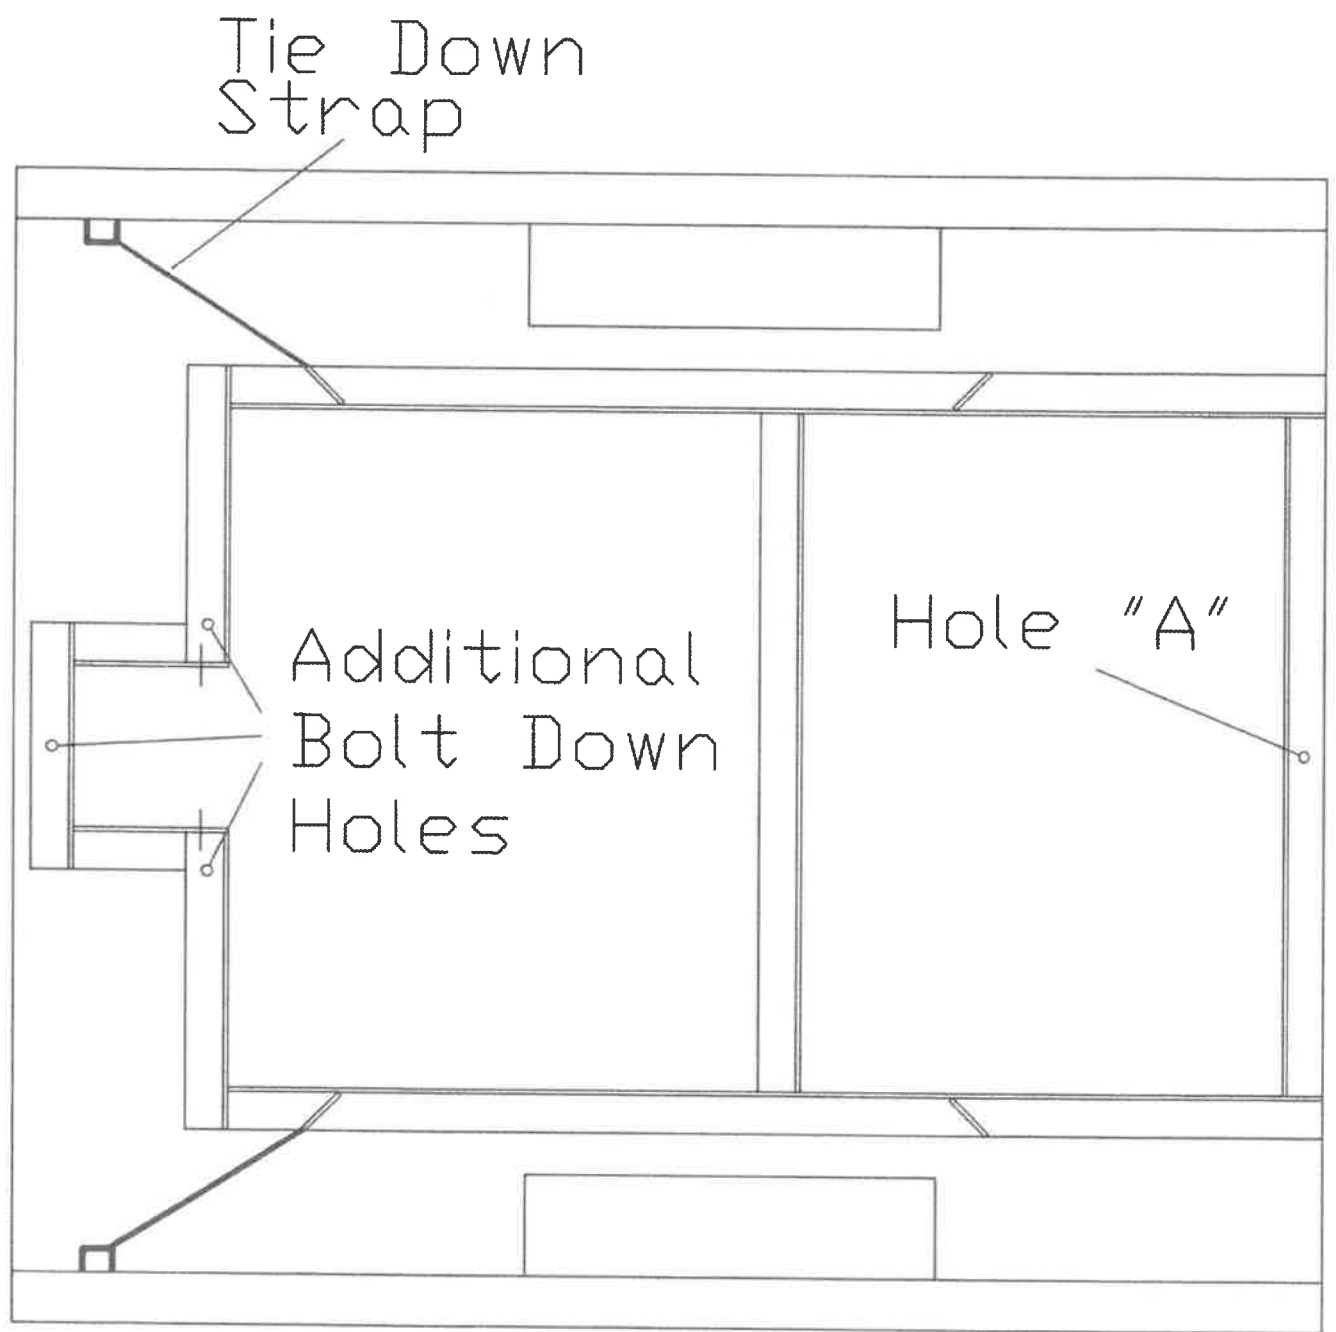 Tie Down
Strap
Hole "A"
Additional
Bolt Down
Holes